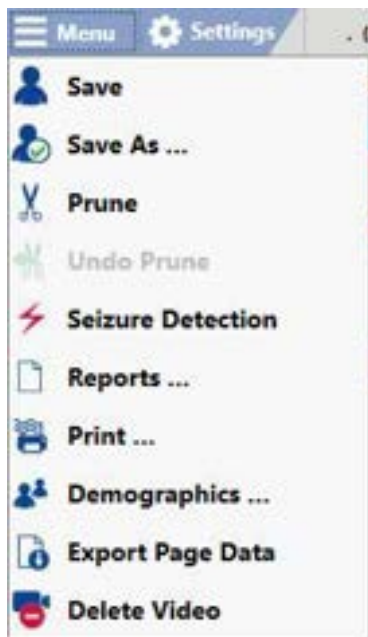 Menu Settings
Save
Save As ...
Prune
Undo Prune
Seizure Detection
Reports ...
Print ...
Demographics ...
Export Page Data
Delete Video